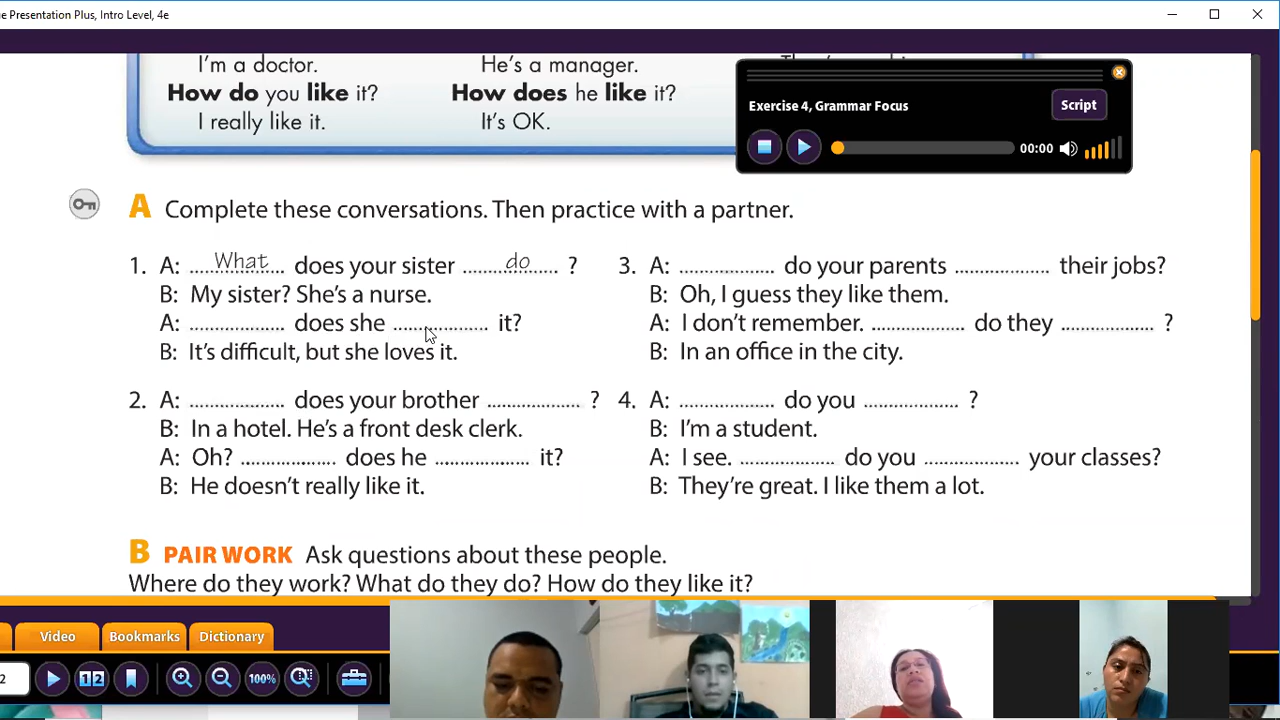 e Presentation Plus, Intro Level, 4e
I'm a doctor.
How do you like it?
I really like it.
He's a manager.
How does he like it?
It's OK.
Exercise 4, Grammar Focus
Script
00:00
A Complete these conversations. Then practice with a partner.
1. A: What does your sister do ?
B: My sister? She's a nurse.
A: ................ does she ................ it?
B: It's difficult, but she loves it.
2. A: ................ does your brother ................ ?
B: In a hotel. He's a front desk clerk.
A: Oh? ................ does he ................ it?
B: He doesn't really like it.
3. A: ................ do your parents ................ their jobs?
B: Oh, I guess they like them.
A: I don't remember. ................ do they ................ ?
B: In an office in the city.
4. A: ................ do you ................ ?
B: I'm a student.
A: I see. ................ do you ................ your classes?
B: They're great. I like them a lot.
B PAIR WORK Ask questions about these people.
Where do they work? What do they do? How do they like it?
Video
Bookmarks
Dictionary
2
1 2
100%